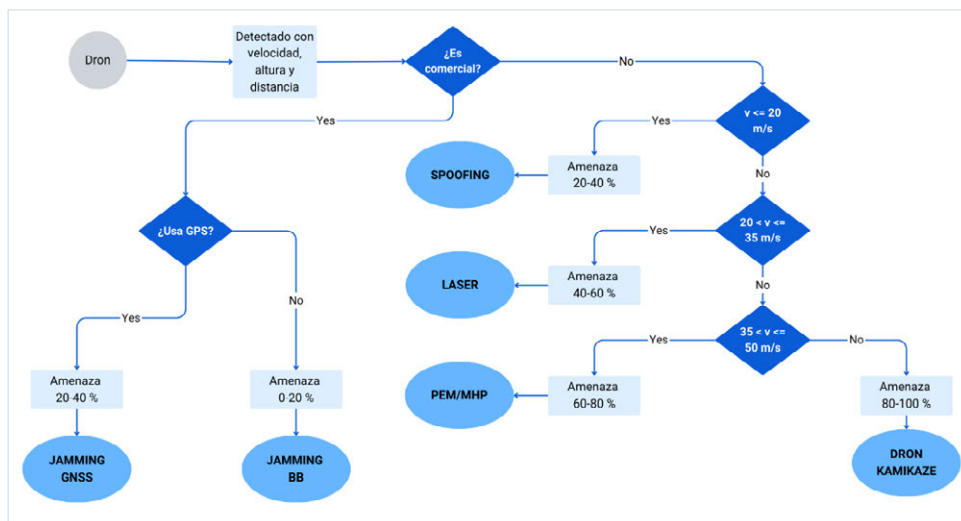 Dron
Detectado con
velocidad,
altura y
distancia
¿Es
comercial?
No
Yes
v <= 20
m/s
Yes
Amenaza
20-40 %
SPOOFING
No
¿Usa GPS?
20 < v <=
35 m/s
Yes
Amenaza
40-60 %
LASER
No
No
Yes
35 < v <=
50 m/s
Yes
No
Amenaza
20-40 %
Amenaza
0-20 %
PEM/MHP
Amenaza
60-80 %
Amenaza
80-100 %
JAMMING
GNSS
JAMMING
BB
DRON
KAMIKAZE